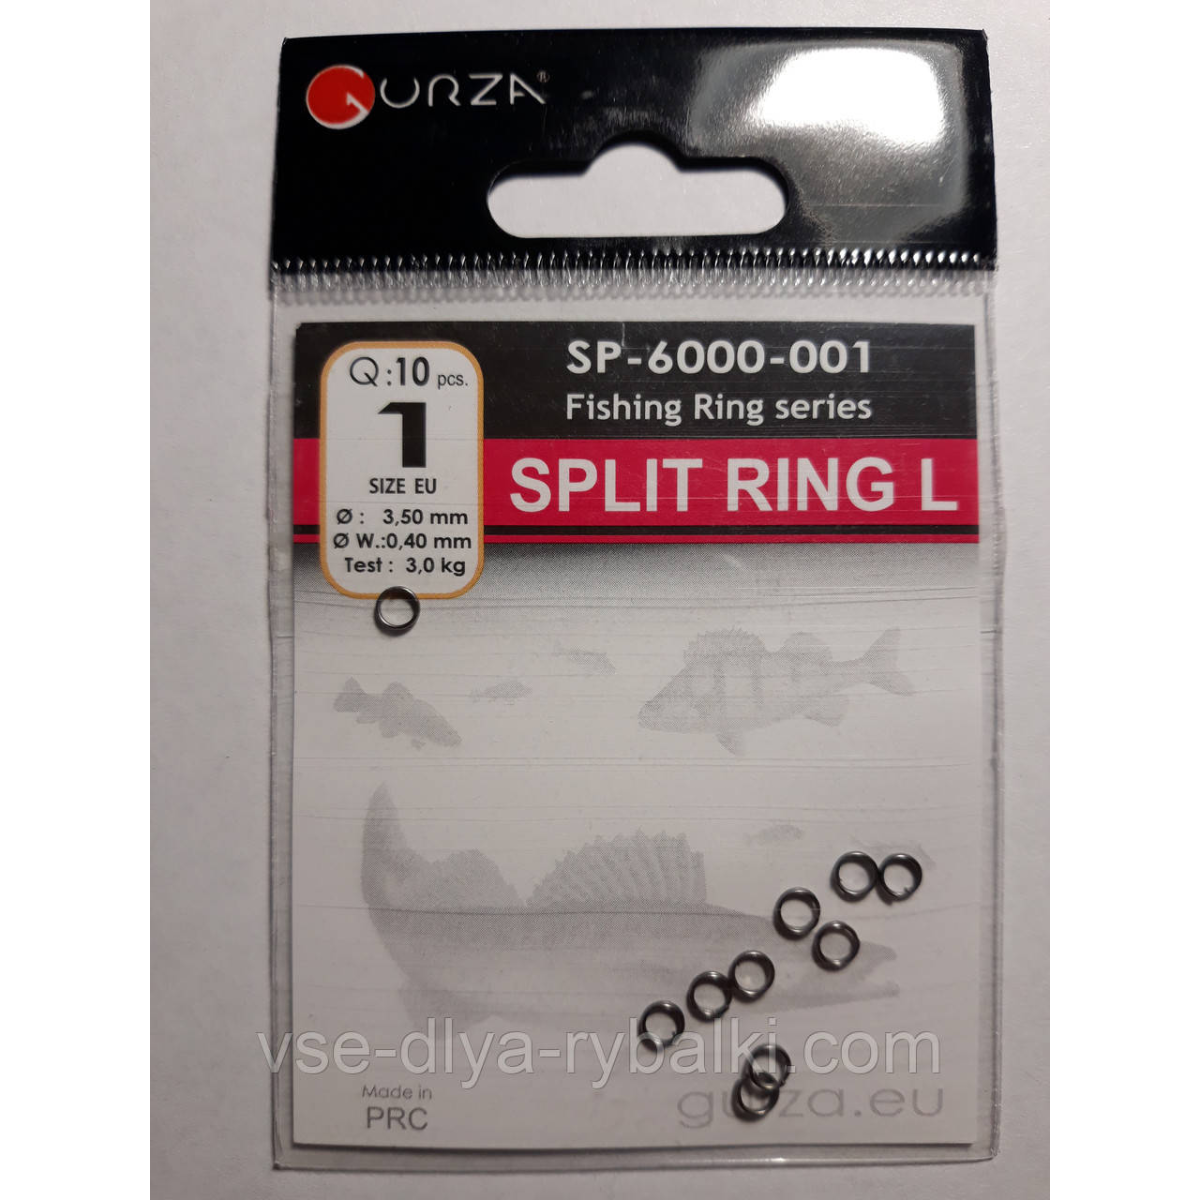 GURZA®
Q:10 pcs.
1
SIZE EU
Ø : 3,50 mm
Ø W.:0,40 mm
Test : 3,0 kg
SP-6000-001
Fishing Ring series
SPLIT RING L
vse-dlya-rybalki.com
Made in
PRC
gurza.eu